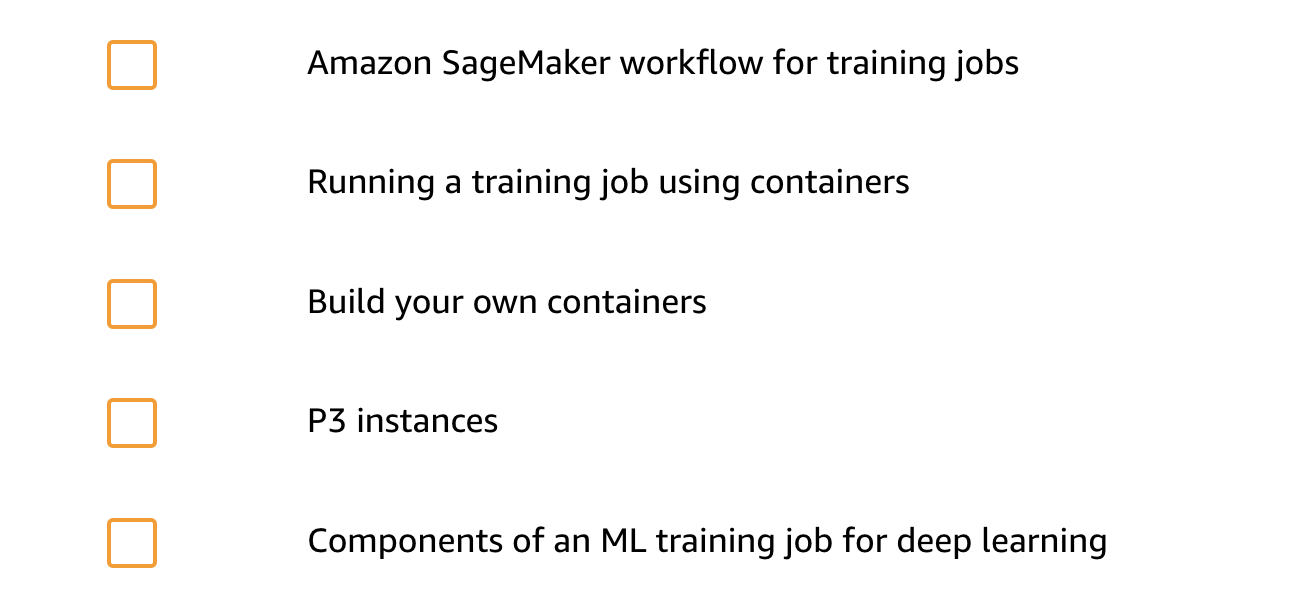 Amazon SageMaker workflow for training jobs
Running a training job using containers
Build your own containers
P3 instances
Components of an ML training job for deep learning